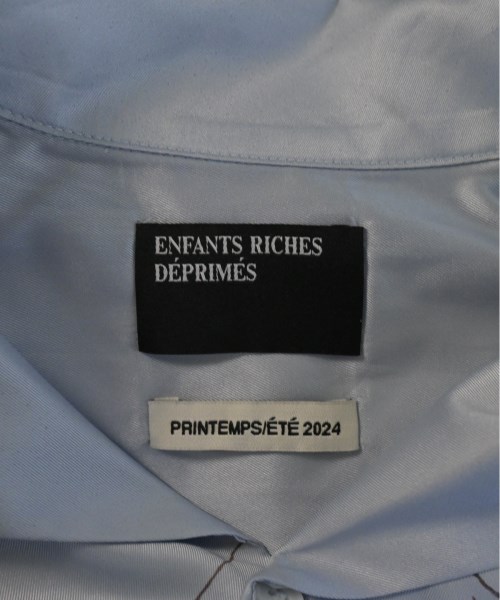 ENFANTS RICHES
DÉPRIMÉS
PRINTEMPS/ÉTÉ 2024